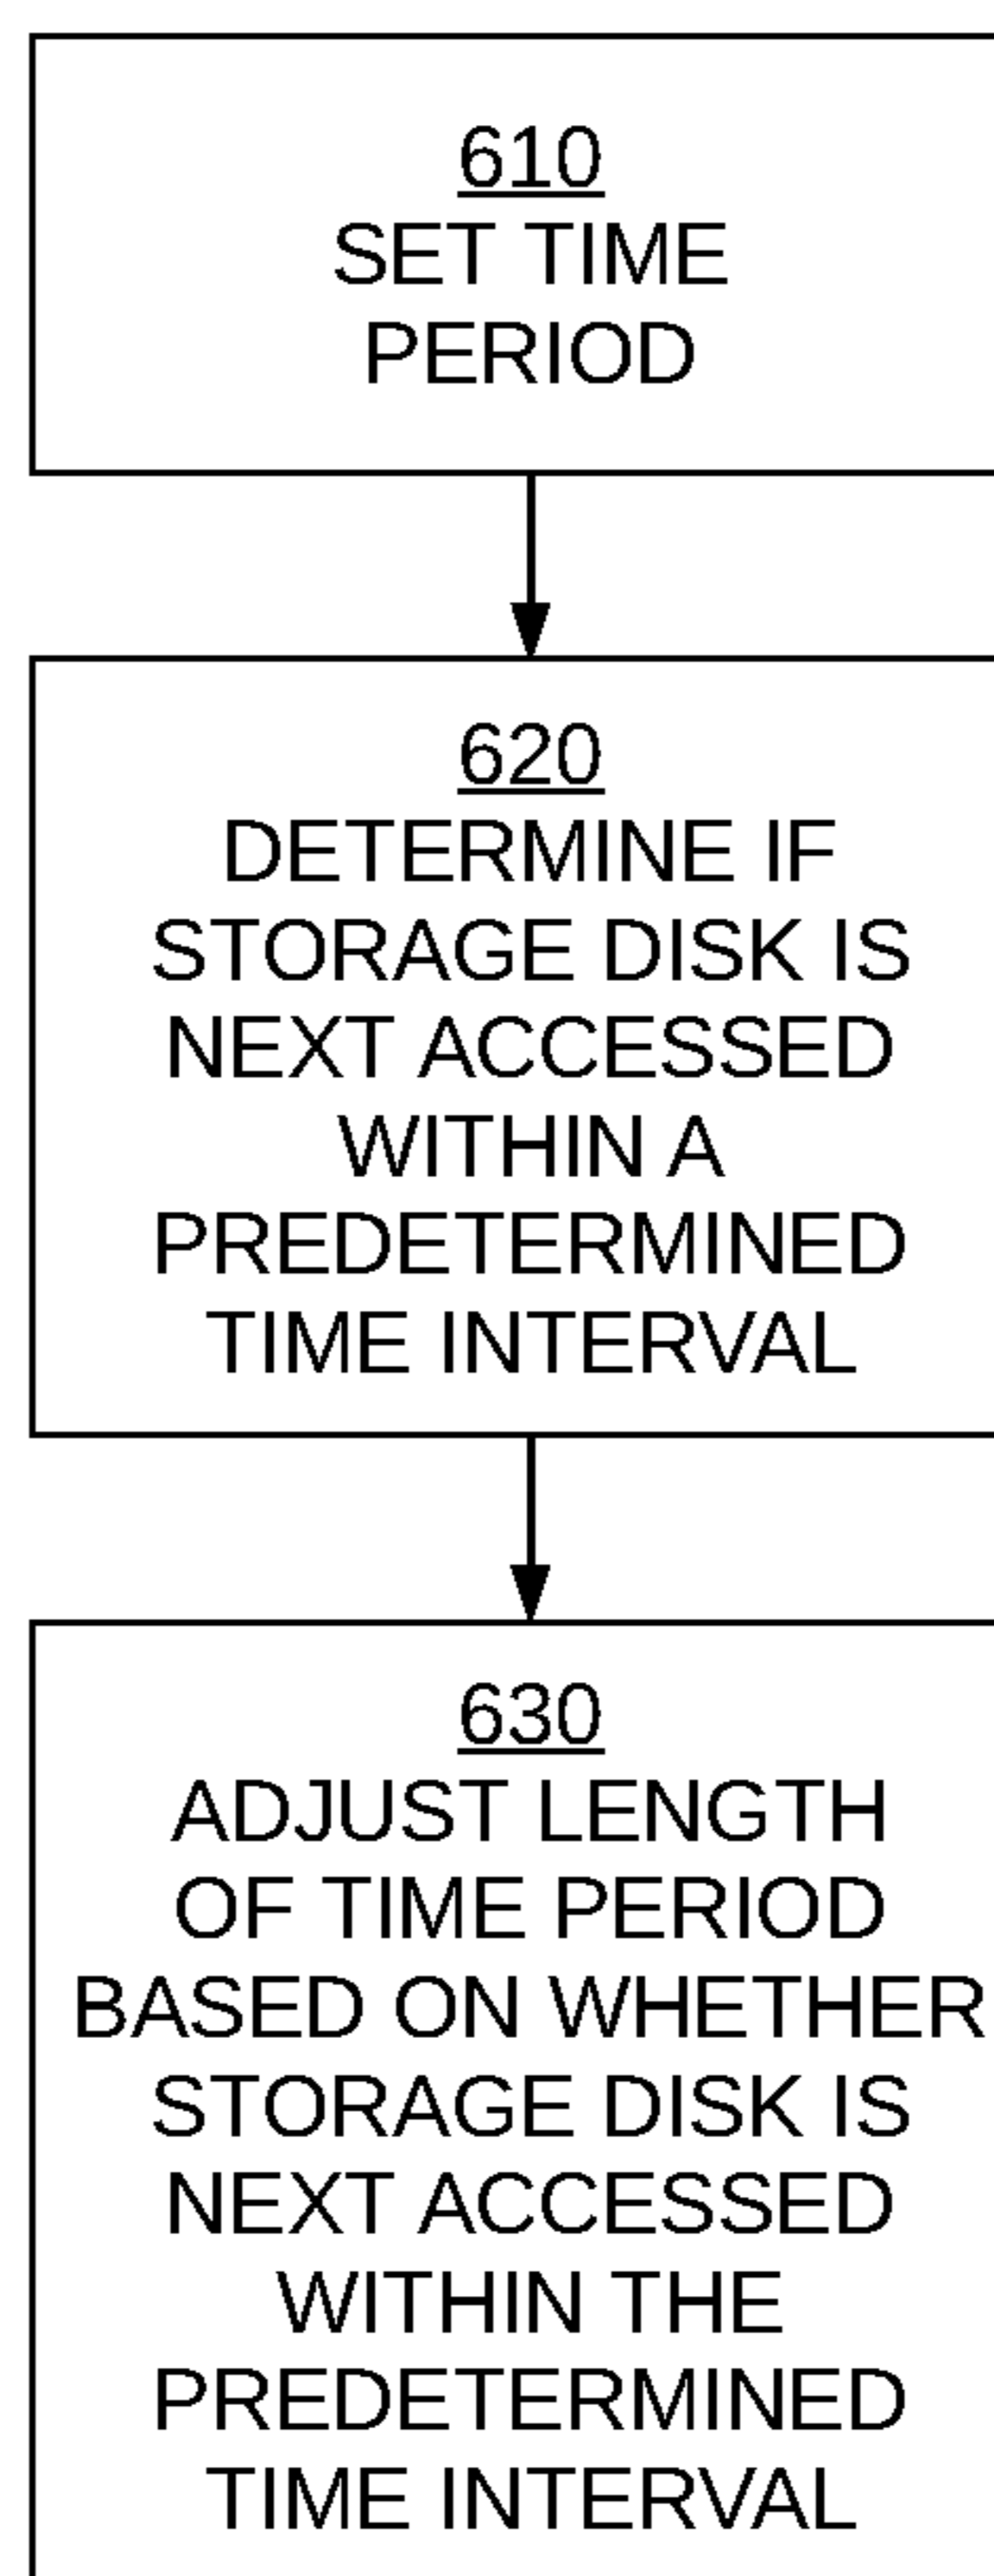 610
SET TIME
PERIOD
620
DETERMINE IF
STORAGE DISK IS
NEXT ACCESSED
WITHIN A
PREDETERMINED
TIME INTERVAL
630
ADJUST LENGTH
OF TIME PERIOD
BASED ON WHETHER
STORAGE DISK IS
NEXT ACCESSED
WITHIN THE
PREDETERMINED
TIME INTERVAL